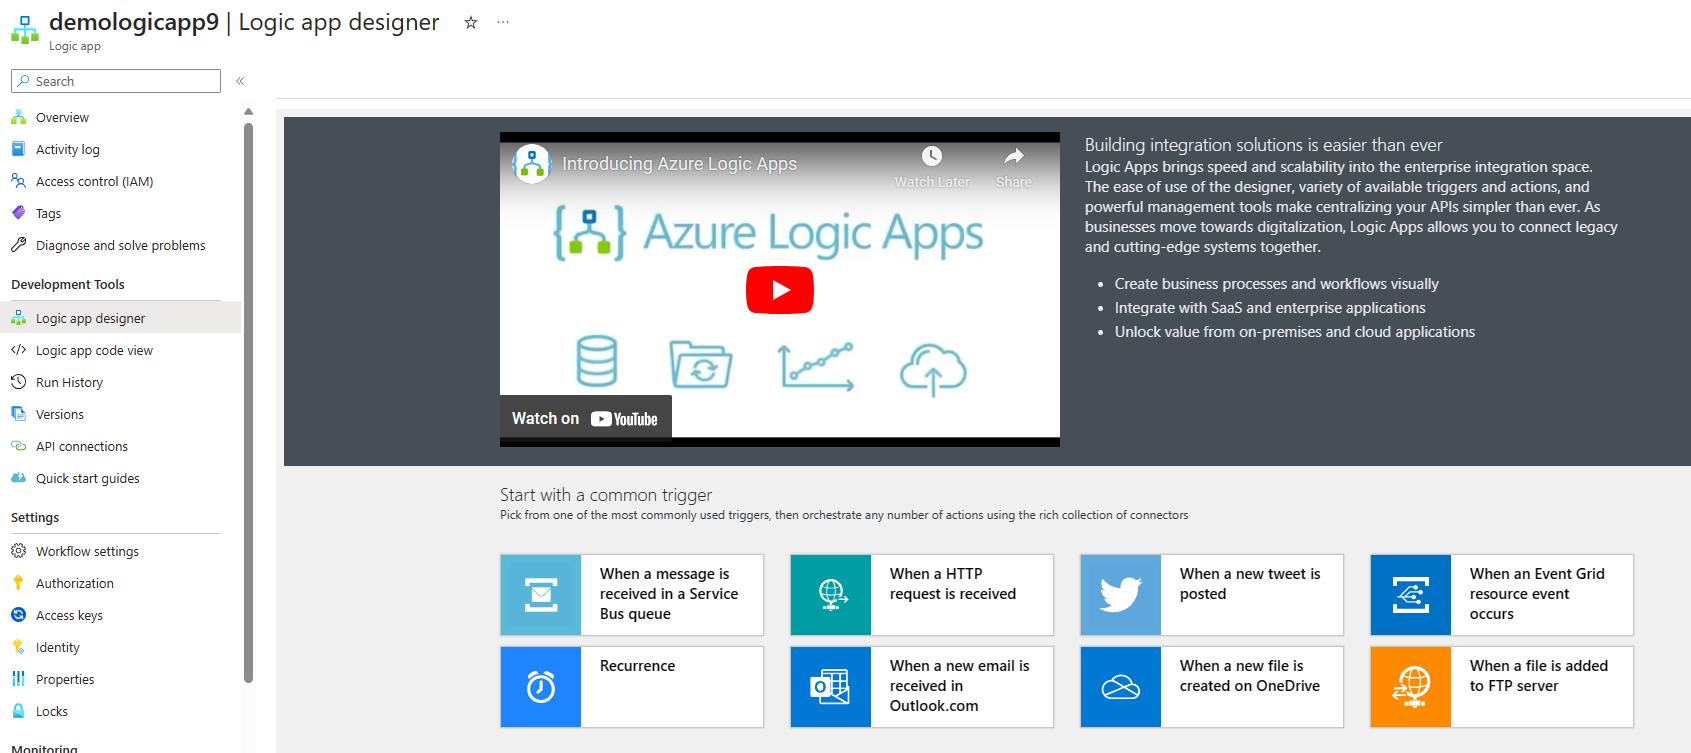 demologicapp9 | Logic app designer
Logic app
Search
Overview
Activity log
Access control (IAM)
Tags
Diagnose and solve problems
Development Tools
Logic app designer
Logic app code view
Run History
Versions
API connections
Quick start guides
Settings
Workflow settings
Authorization
Access keys
Identity
Properties
Locks
Monitoring
Introducing Azure Logic Apps
Watch Later
Share
Azure Logic Apps
Watch on YouTube
Building integration solutions is easier than ever
Logic Apps brings speed and scalability into the enterprise integration space.
The ease of use of the designer, variety of available triggers and actions, and
powerful management tools make centralizing your APIs simpler than ever. As
businesses move towards digitalization, Logic Apps allows you to connect legacy
and cutting-edge systems together.
• Create business processes and workflows visually
• Integrate with SaaS and enterprise applications
• Unlock value from on-premises and cloud applications
Start with a common trigger
Pick from one of the most commonly used triggers, then orchestrate any number of actions using the rich collection of connectors
When a message is
received in a Service
Bus queue
When a HTTP
request is received
When a new tweet is
posted
When an Event Grid
resource event
occurs
Recurrence
When a new email is
received in
Outlook.com
When a new file is
created on OneDrive
When a file is added
to FTP server